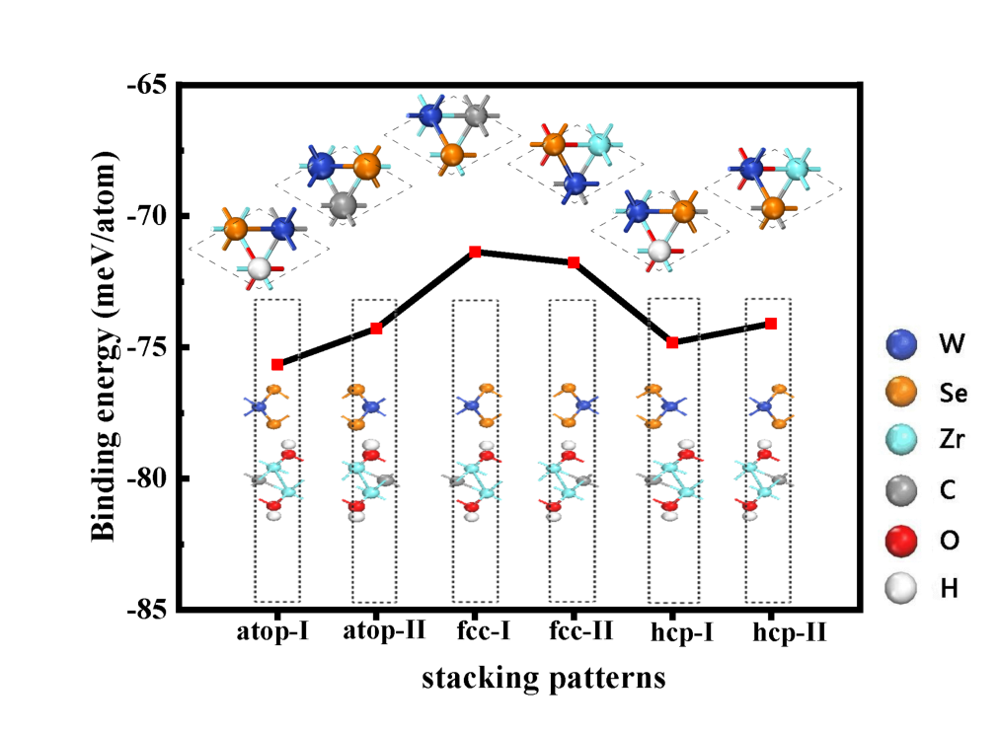 Binding energy (meV/atom)
-65
-70
-75
-80
-85
atop-I
atop-II
fcc-I
fcc-II
hcp-I
hcp-II
stacking patterns
W
Se
Zr
C
O
H